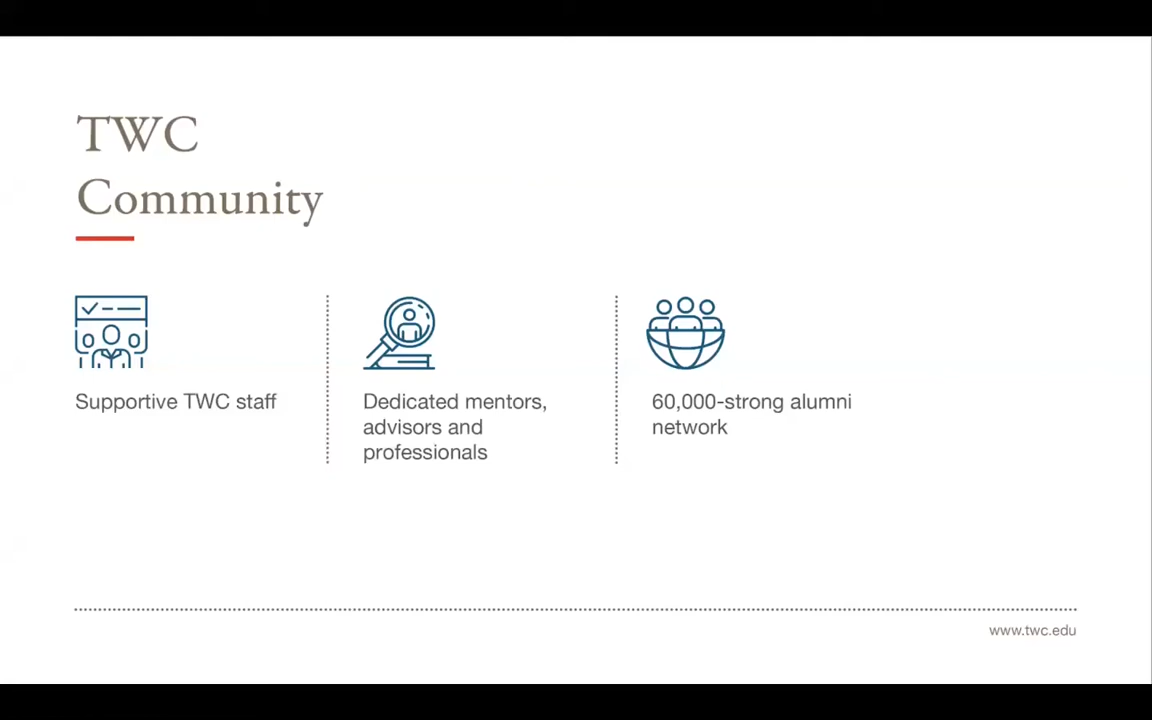 TWC
Community
Supportive TWC staff
Dedicated mentors,
advisors and
professionals
60,000-strong alumni
network
www.twc.edu